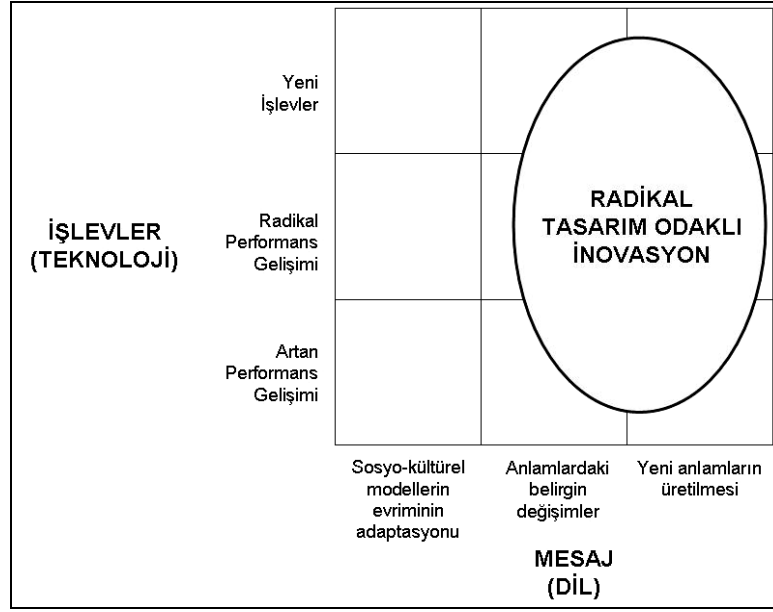 Yeni
İşlevler
İŞLEVLER
(TEKNOLOJİ)
Radikal
Performans
Gelişimi
RADİKAL
TASARIM ODAKLI
İNOVASYON
Artan
Performans
Gelişimi
Sosyo-kültürel
modellerin
evriminin
adaptasyonu
Anlamlardaki
belirgin
değişimler
Yeni anlamların
üretilmesi
MESAJ
(DİL)